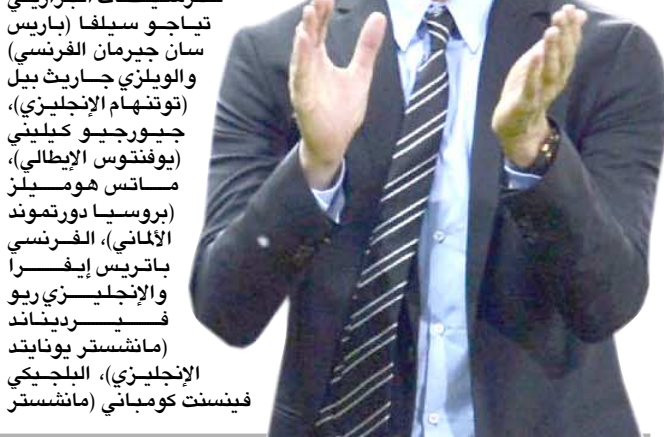 تياجو سيلفا (باريس
سان جيرمان الفرنسي)
والويلزي جاريث بيل
(توتنهام الإنجليزي)،
جيورجيو كيليني
(يوفنتوس الإيطالي)،
ماتس هوميلز
(بروسيا دورتموند
الألماني)، الفرنسي
باتريس إيفرا
والإنجليزي ريو
فيرديناند
(مانشستر يونايتد
الإنجليزي)، البلجيكي
فينسنت كومباني (مانشستر